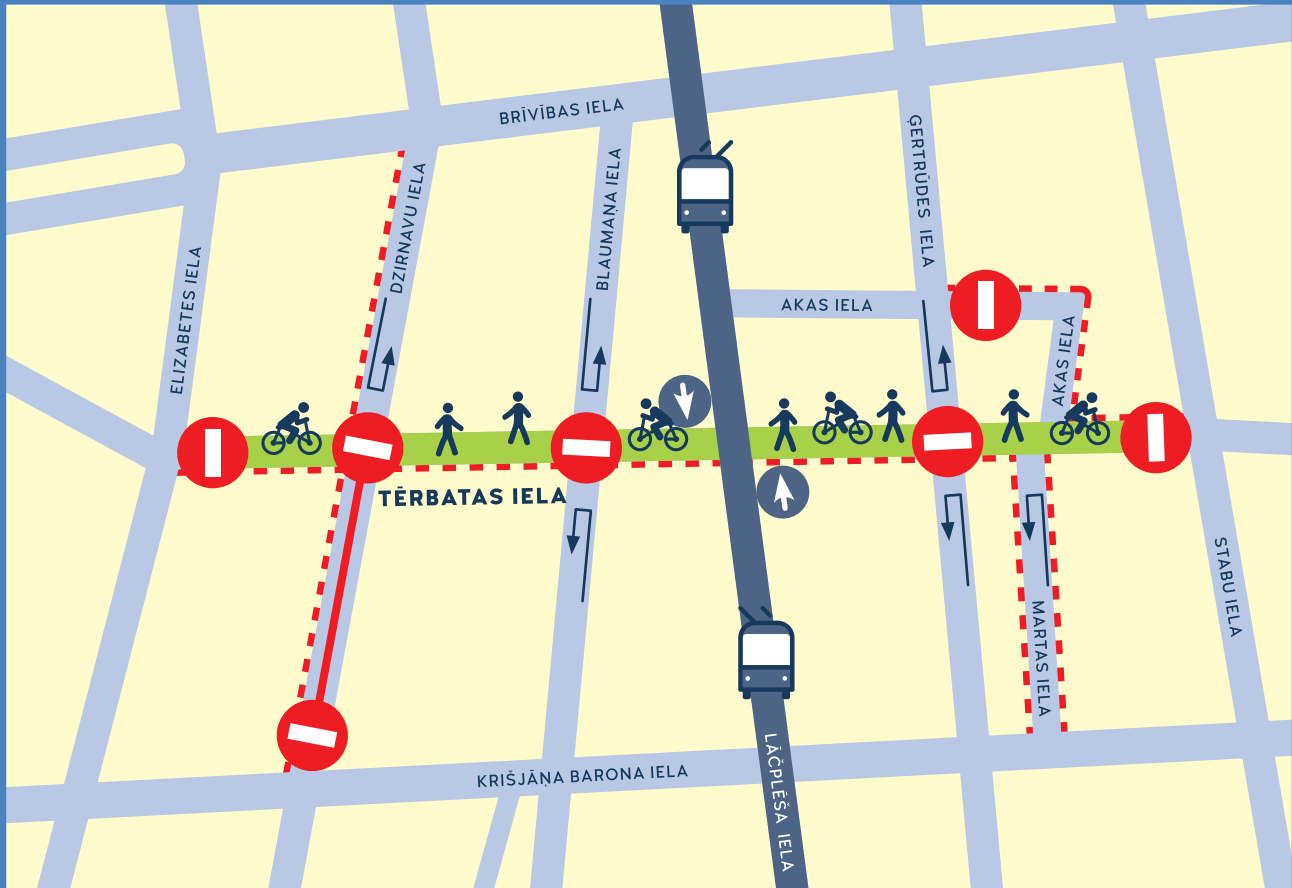 BRĪVĪBAS IELA
ĢERTRŪDES IELA
DZIRNAVU IELA
BLAUMAŅA IELA
ELIZABETES IELA
AKAS IELA
AKAS IELA
TĒRBATAS IELA
STABU IELA
MARTAS IELA
KRIŠJĀŅA BARONA IELA
LĀČPLĒŠA IELA